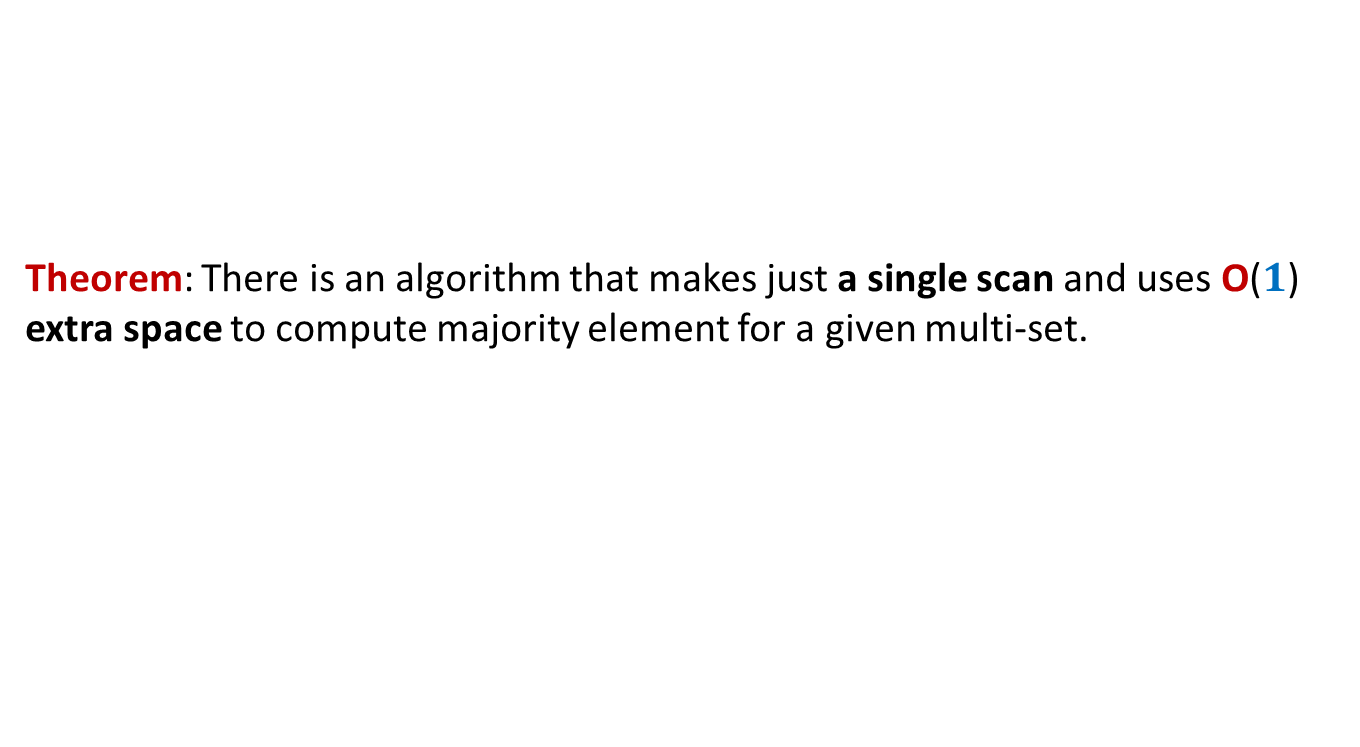 Theorem: There is an algorithm that makes just a single scan and uses O(1)
extra space to compute majority element for a given multi-set.